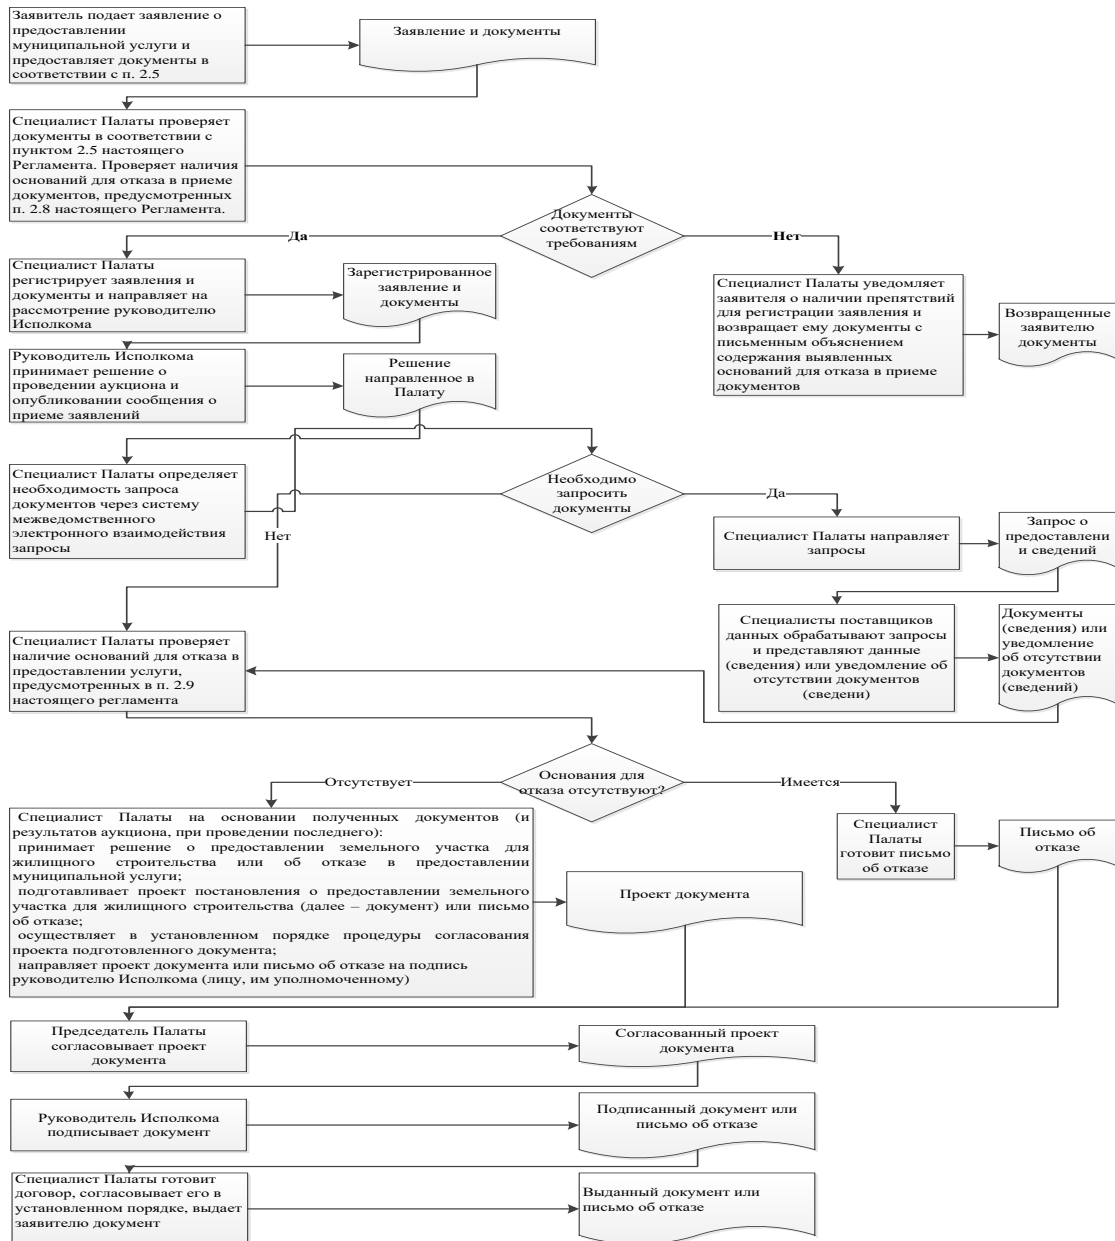 Заявитель подает заявление о
предоставлении
муниципальной услуги и
предоставляет документы в
соответствии с п. 2.5
Заявление и документы
Специалист Палаты проверяет
документы в соответствии с
пунктом 2.5 настоящего
Регламента. Проверяет наличия
оснований для отказа в приеме
документов, предусмотренных
п. 2.8 настоящего Регламента.
Документы
соответствуют
требованиям
Да
Нет
Специалист Палаты
регистрирует заявления и
документы и направляет на
рассмотрение руководителю
Исполкома
Зарегистрированное
заявление и
документы
Специалист Палаты уведомляет
заявителя о наличии препятствий
для регистрации заявления и
возвращает ему документы с
письменным объяснением
содержания выявленных
оснований для отказа в приеме
документов
Возвращенные
заявителю
документы
Руководитель Исполкома
принимает решение о
проведении аукциона и
опубликовании сообщения о
приеме заявлений
Решение
направленное в
Палату
Специалист Палаты определяет
необходимость запроса
документов через систему
межведомственного
электронного взаимодействия
запросы
Необходимо
запросить
документы
Да
Нет
Специалист Палаты направляет
запросы
Запрос о
предоставлени
и сведений
Специалисты поставщиков
данных обрабатывают запросы
и представляют данные
(сведения) или уведомление об
отсутствии документов
(сведени)
Документы
(сведения) или
уведомление
об отсутствии
документов
(сведений)
Специалист Палаты проверяет
наличие оснований для отказа в
предоставлении услуги,
предусмотренных в п. 2.9
настоящего регламента
Основания для
отказа отсутствуют?
Отсутствует
Имеется
Специалист Палаты на основании полученных документов (и
результатов аукциона, при проведении последнего):
принимает решение о предоставлении земельного участка для
жилищного строительства или об отказе в предоставлении
муниципальной услуги;
подготавливает проект постановления о предоставлении земельного
участка для жилищного строительства (далее – документ) или письмо
об отказе;
осуществляет в установленном порядке процедуры согласования
проекта подготовленного документа;
направляет проект документа или письмо об отказе на подпись
руководителю Исполкома (лицу, им уполномоченному)
Проект документа
Специалист
Палаты
готовит письмо
об отказе
Письмо об
отказе
Председатель Палаты
согласовывает проект
документа
Согласованный проект
документа
Руководитель Исполкома
подписывает документ
Подписанный документ или
письмо об отказе
Специалист Палаты готовит
договор, согласовывает его в
установленном порядке, выдает
заявителю документ
Выданный документ или
письмо об отказе